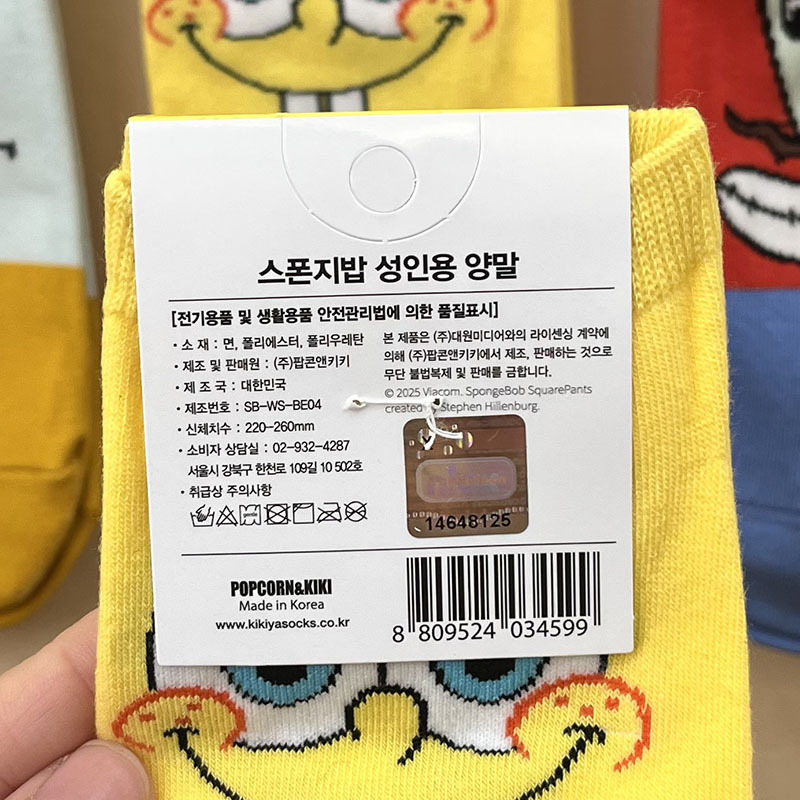 스폰지밥 성인용 양말
[전기용품 및 생활용품 안전관리법에 의한 품질표시]
· 소 재 : 면, 폴리에스터, 폴리우레탄
· 제조 및 판매원 : (주)팝콘앤키키
· 제 조 국 : 대한민국
· 제조번호 : SB-WS-BE04
· 신체치수 : 220-260mm
· 소비자 상담실 : 02-932-4287
서울시 강북구 한천로 109길 10 502호
· 취급상 주의사항
본 제품은 (주)대원미디어와의 라이센싱 계약에
의해 (주)팝콘앤키키에서 제조, 판매하는 것으로
무단 불법복제 및 판매를 금합니다.
© 2025 Viacom. SpongeBob SquarePants
created by Stephen Hillenburg.
14648125
POPCORN&KIKI
Made in Korea
www.kikiyasocks.co.kr
8 809524 034599